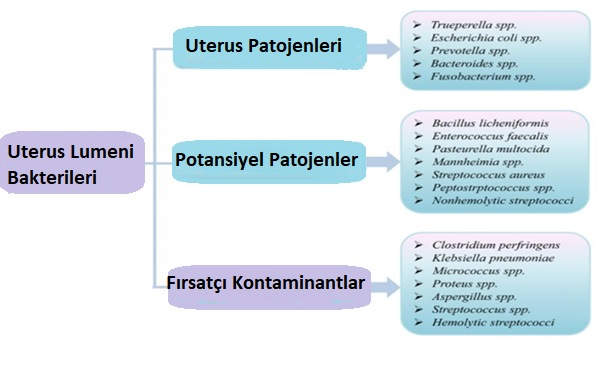 Uterus Lumeni
Bakterileri
Uterus Patojenleri
Trueperella spp.
Escherichia coli spp.
Prevotella spp.
Bacteroides spp.
Fusobacterium spp.
Potansiyel Patojenler
Bacillus licheniformis
Enterococcus faecalis
Pasteurella multocida
Mannheimia spp.
Streptococcus aureus
Peptostrptococcus spp.
Nonhemolytic streptococci
Fırsatçı Kontaminantlar
Clostridium perfringens
Klebsiella pneumoniae
Micrococcus spp.
Proteus spp.
Aspergillus spp.
Streptococcus spp.
Hemolytic streptococci